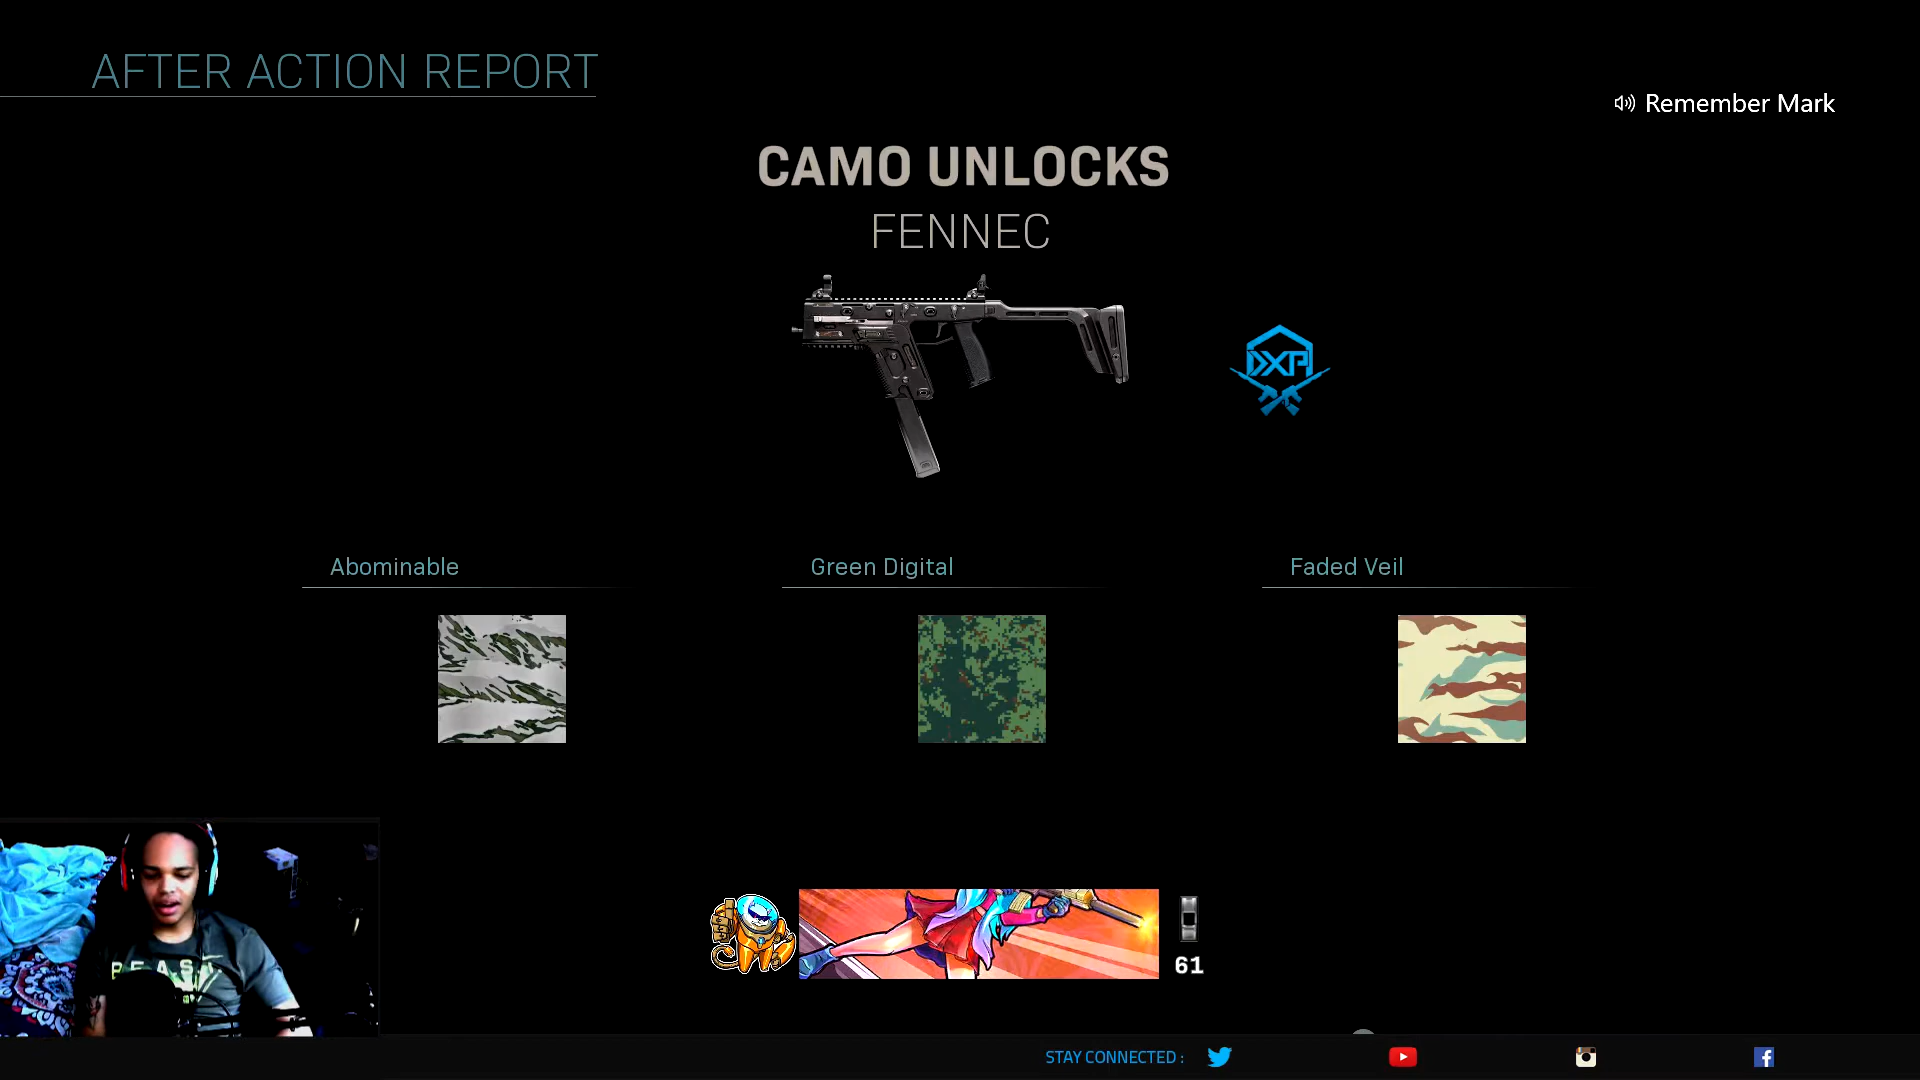 AFTER ACTION REPORT
Remember Mark
CAMO UNLOCKS
FENNEC
DXP
Abominable
Green Digital
Faded Veil
61
STAY CONNECTED :